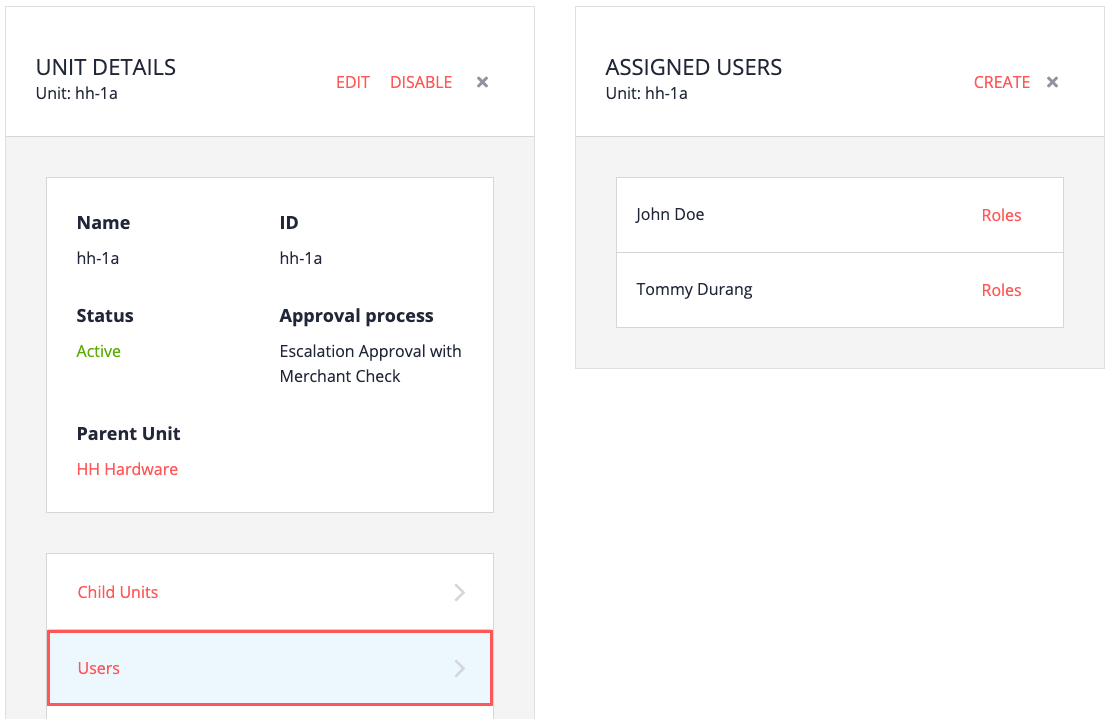 UNIT DETAILS
Unit: hh-1a
EDIT DISABLE ×
Name ID
hh-1a hh-1a
Status Approval process
Active Escalation Approval with
Merchant Check
Parent Unit
HH Hardware
Child Units
Users
ASSIGNED USERS
Unit: hh-1a
CREATE ×
John Doe Roles
Tommy Durang Roles